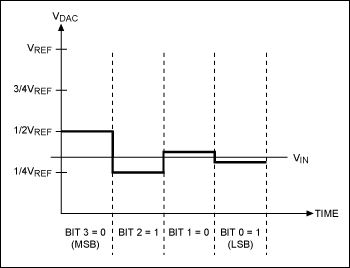 VDAC
VREF
3/4VREF
1/2VREF
VIN
1/4VREF
TIME
BIT 3 = 0 BIT 2 = 1 BIT 1 = 0 BIT 0 = 1
(MSB) (LSB)